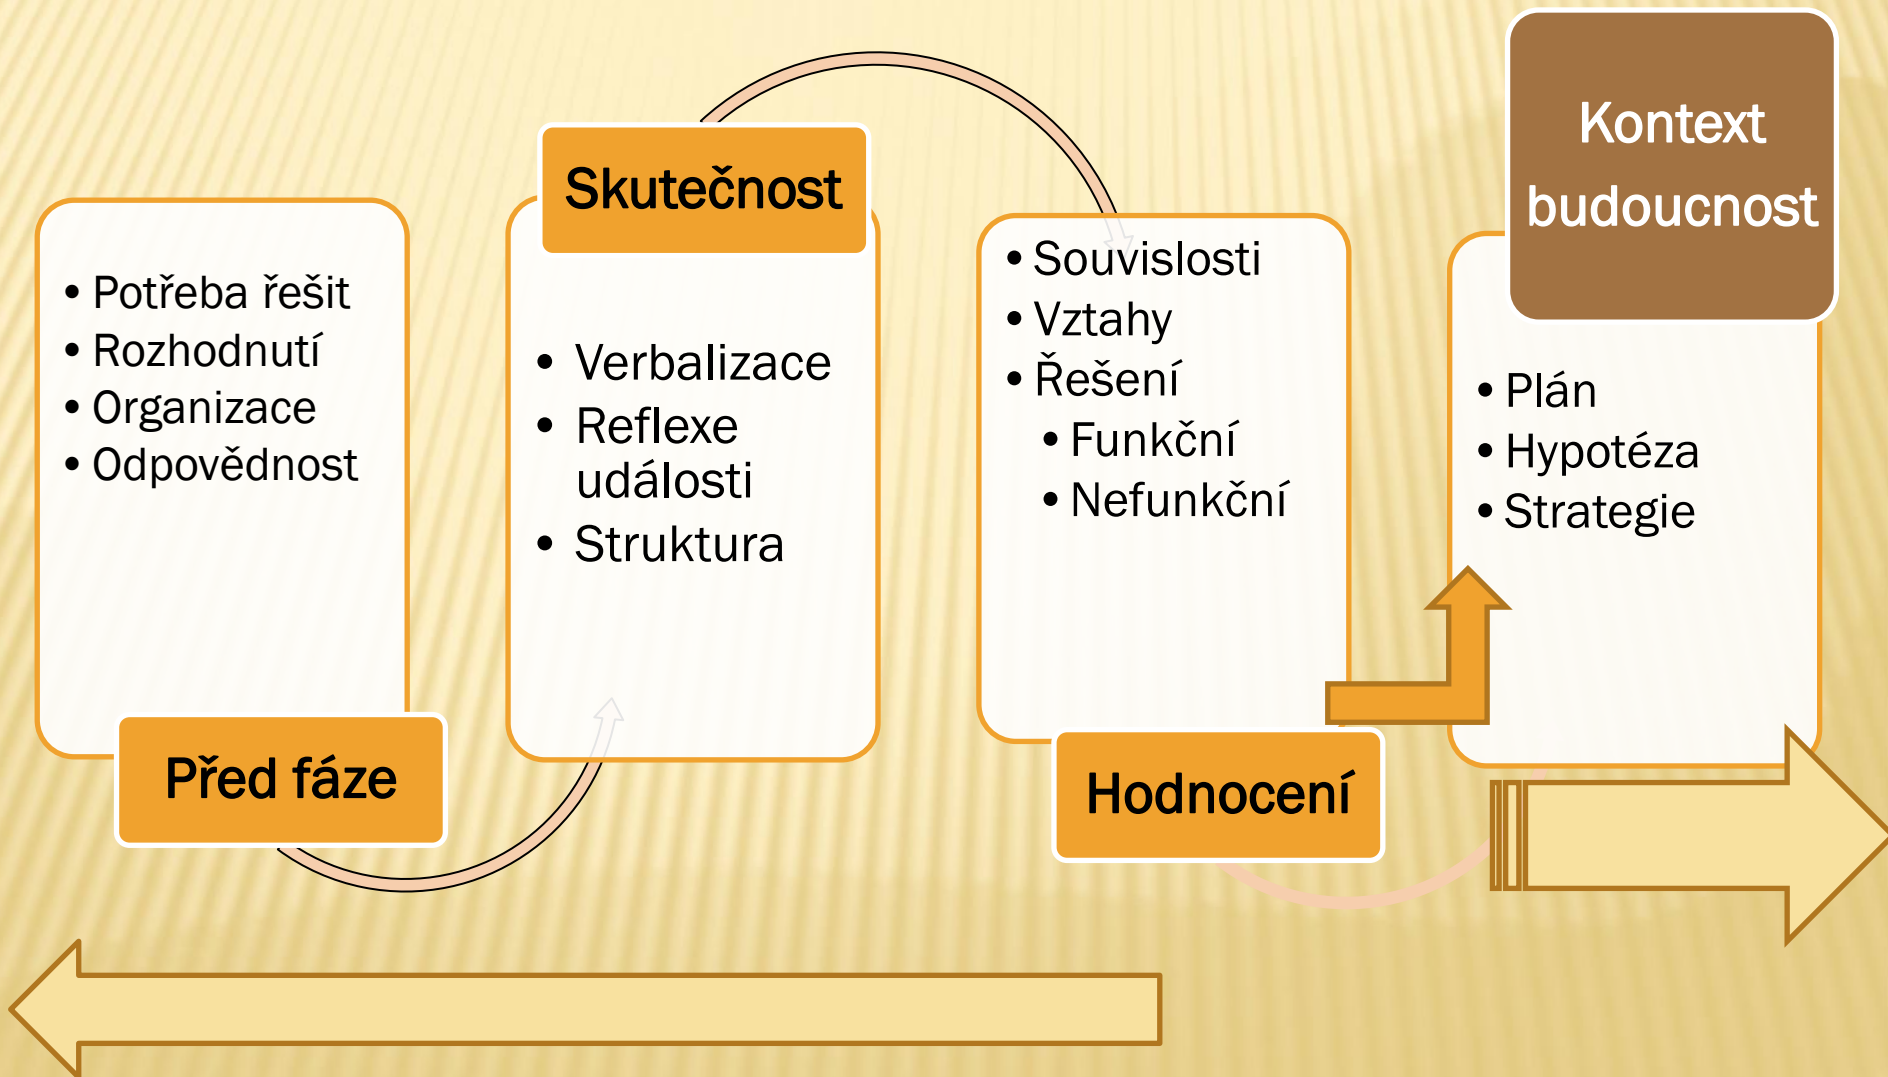 • Potřeba řešit
• Rozhodnutí
• Organizace
• Odpovědnost
Před fáze
Skutečnost
• Verbalizace
• Reflexe
události
• Struktura
• Souvislosti
• Vztahy
• Řešení
• Funkční
• Nefunkční
Hodnocení
Kontext
budoucnost
• Plán
• Hypotéza
• Strategie